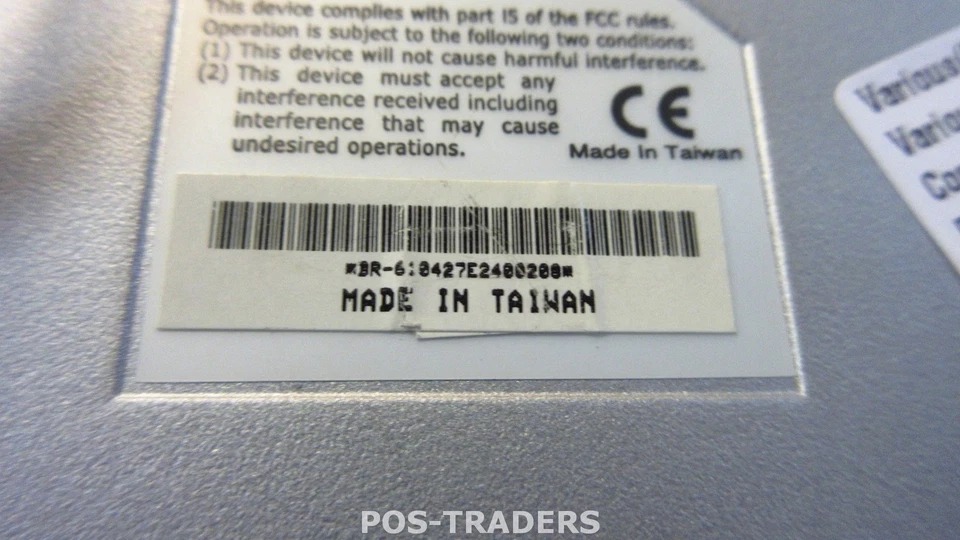 This device complies with part 15 of the FCC rules.
Operation is subject to the following two conditions:
(1) This device will not cause harmful interference.
(2) This device must accept any
interference received including
interference that may cause
undesired operations.
CE
Made In Taiwan
*BR-610427E2400208*
MADE IN TAIWAN
Various
POS-TRADERS